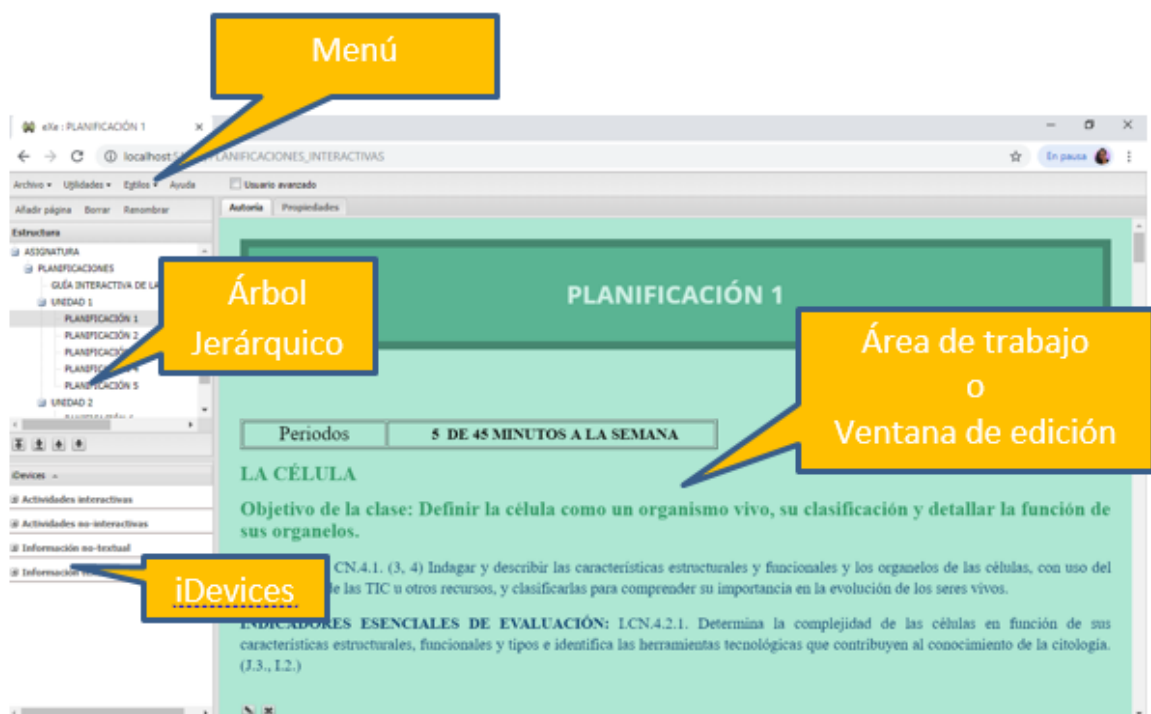 Menú
eXe : PLANIFICACIÓN 1
localhost
PLANIFICACIONES_INTERACTIVAS
En pausa
Archivo Utilidades Estilos Ayuda
Usuario avanzado
Añadir página Borrar Renombrar
Autoría Propiedades
Estructura
ASIGNATURA
PLANIFICACIONES
GUÍA INTERACTIVA DE
UNIDAD 1
PLANIFICACIÓN 1
PLANIFICACIÓN 2
PLANIFICACIÓN 5
UNIDAD 2
Árbol
Jerárquico
PLANIFICACIÓN 1
Área de trabajo
o
Ventana de edición
Periodos 5 DE 45 MINUTOS A LA SEMANA
LA CÉLULA
Objetivo de la clase: Definir la célula como un organismo vivo, su clasificación y detallar la función de
sus organelos.
CN.4.1. (3, 4) Indagar y describir las características estructurales y funcionales y los organelos de las células, con uso del
de las TIC u otros recursos, y clasificarlas para comprender su importancia en la evolución de los seres vivos.
INDICADORES ESENCIALES DE EVALUACIÓN: I.CN.4.2.1. Determina la complejidad de las células en función de sus
características estructurales, funcionales y tipos e identifica las herramientas tecnológicas que contribuyen al conocimiento de la citología.
(J.3., I.2.)
iDevices
Actividades interactivas
Actividades no-interactivas
Información no-textual
Información
iDevices